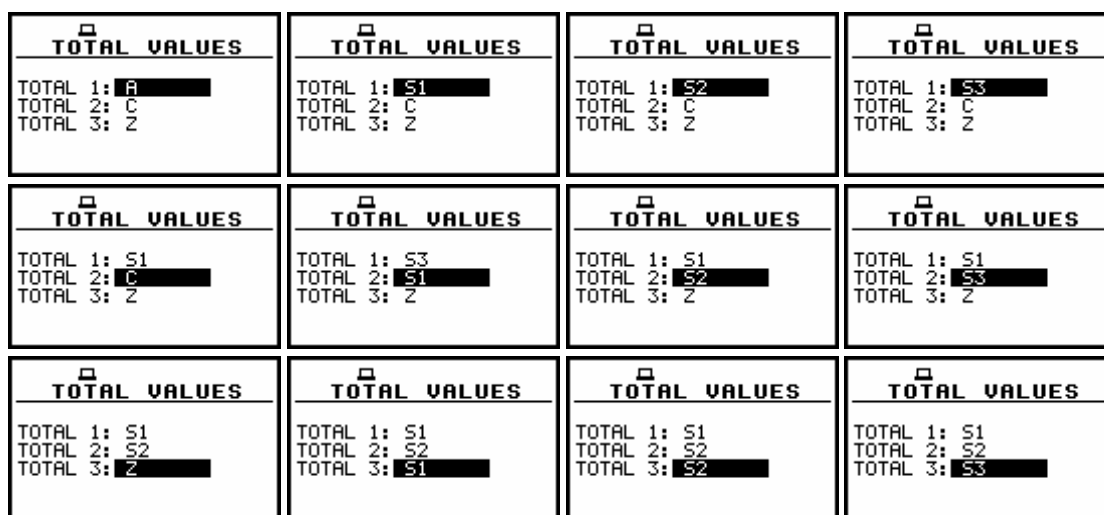 TOTAL VALUES
TOTAL 1: A
TOTAL 2: C
TOTAL 3: Z
TOTAL VALUES
TOTAL 1: S1
TOTAL 2: C
TOTAL 3: Z
TOTAL VALUES
TOTAL 1: S2
TOTAL 2: C
TOTAL 3: Z
TOTAL VALUES
TOTAL 1: S3
TOTAL 2: C
TOTAL 3: Z
TOTAL VALUES
TOTAL 1: S1
TOTAL 2: C
TOTAL 3: Z
TOTAL VALUES
TOTAL 1: S3
TOTAL 2: S1
TOTAL 3: Z
TOTAL VALUES
TOTAL 1: S1
TOTAL 2: S2
TOTAL 3: Z
TOTAL VALUES
TOTAL 1: S1
TOTAL 2: S3
TOTAL 3: Z
TOTAL VALUES
TOTAL 1: S1
TOTAL 2: S2
TOTAL 3: Z
TOTAL VALUES
TOTAL 1: S1
TOTAL 2: S2
TOTAL 3: S1
TOTAL VALUES
TOTAL 1: S1
TOTAL 2: S2
TOTAL 3: S2
TOTAL VALUES
TOTAL 1: S1
TOTAL 2: S2
TOTAL 3: S3